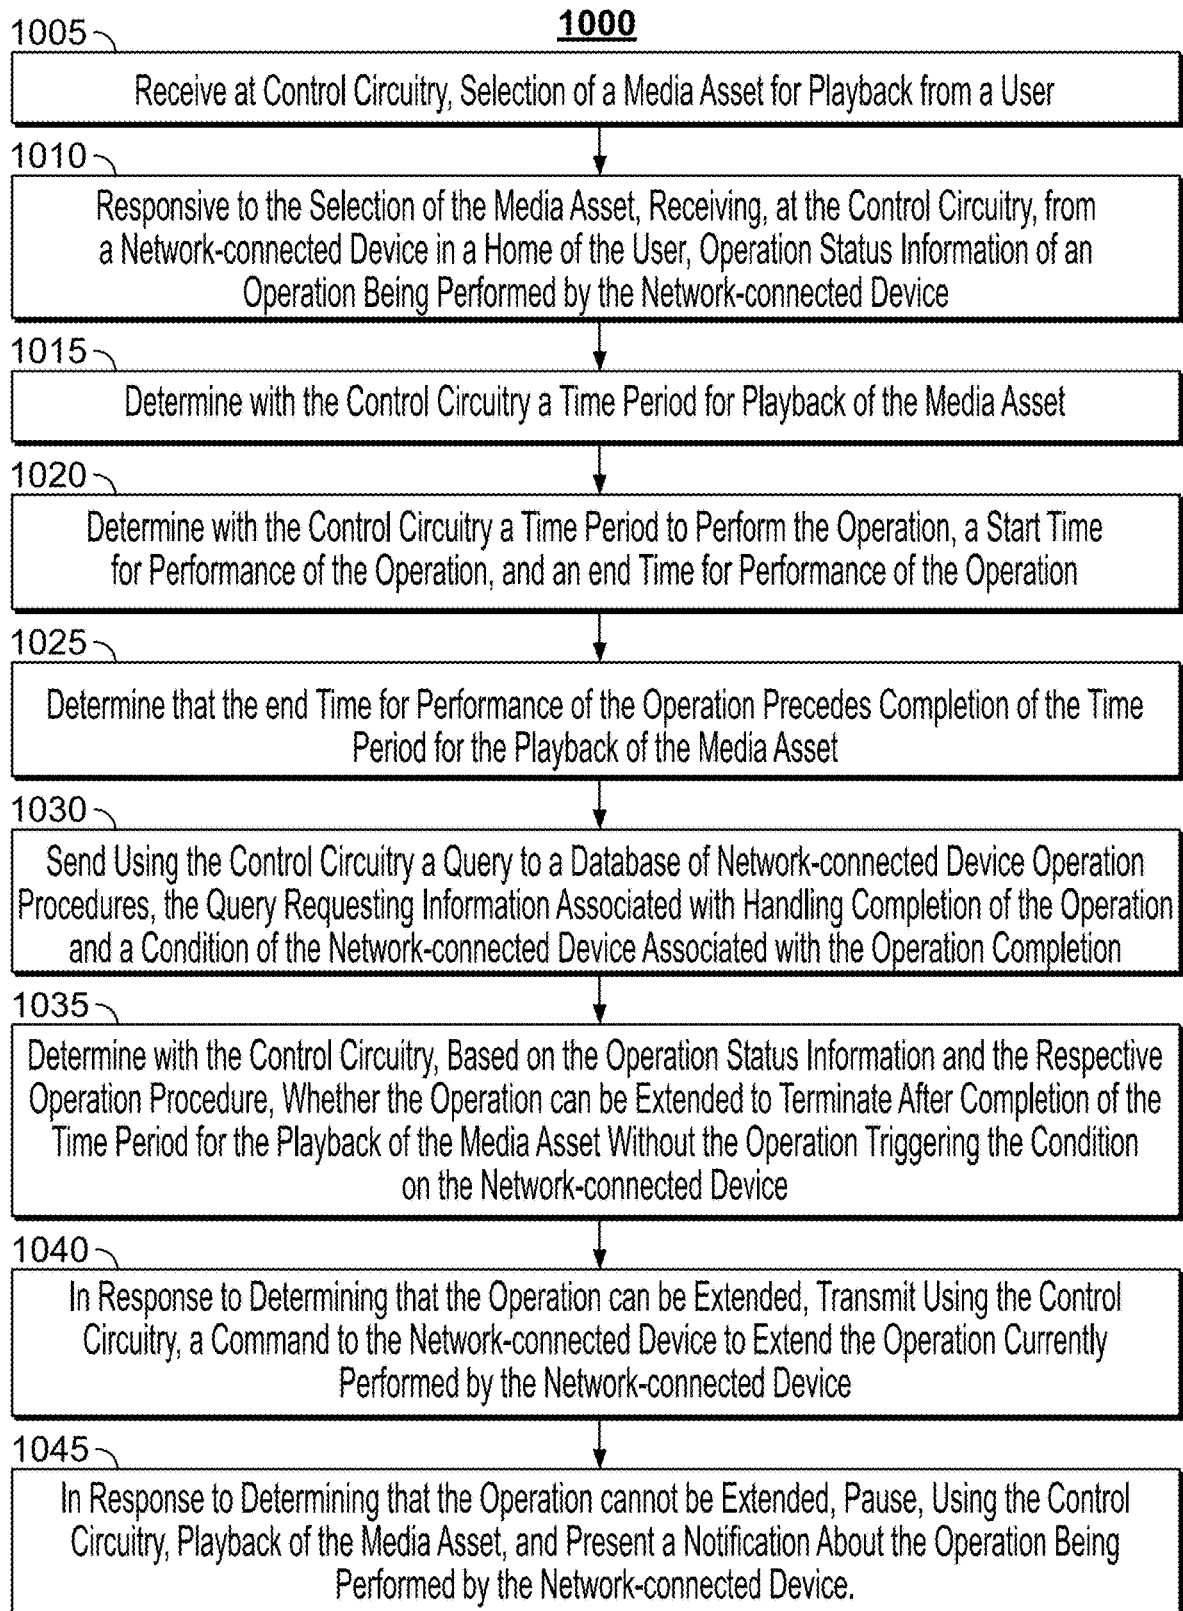 1000
1005
Receive at Control Circuitry, Selection of a Media Asset for Playback from a User
1010
Responsive to the Selection of the Media Asset, Receiving, at the Control Circuitry, from
a Network-connected Device in a Home of the User, Operation Status Information of an
Operation Being Performed by the Network-connected Device
1015
Determine with the Control Circuitry a Time Period for Playback of the Media Asset
1020
Determine with the Control Circuitry a Time Period to Perform the Operation, a Start Time
for Performance of the Operation, and an end Time for Performance of the Operation
1025
Determine that the end Time for Performance of the Operation Precedes Completion of the Time
Period for the Playback of the Media Asset
1030
Send Using the Control Circuitry a Query to a Database of Network-connected Device Operation
Procedures, the Query Requesting Information Associated with Handling Completion of the Operation
and a Condition of the Network-connected Device Associated with the Operation Completion
1035
Determine with the Control Circuitry, Based on the Operation Status Information and the Respective
Operation Procedure, Whether the Operation can be Extended to Terminate After Completion of the
Time Period for the Playback of the Media Asset Without the Operation Triggering the Condition
on the Network-connected Device
1040
In Response to Determining that the Operation can be Extended, Transmit Using the Control
Circuitry, a Command to the Network-connected Device to Extend the Operation Currently
Performed by the Network-connected Device
1045
In Response to Determining that the Operation cannot be Extended, Pause, Using the Control
Circuitry, Playback of the Media Asset, and Present a Notification About the Operation Being
Performed by the Network-connected Device.